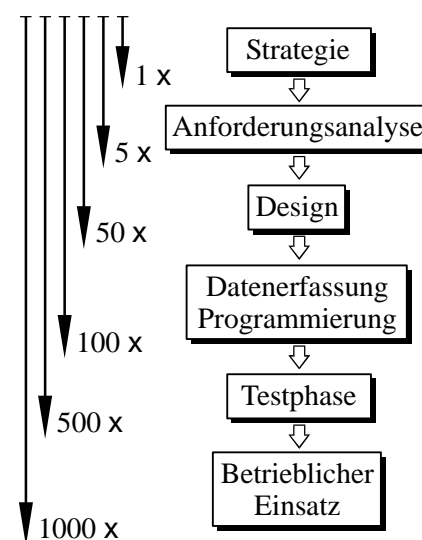 Strategie
1 x
Anforderungsanalyse
5 x
Design
50 x
Datenerfassung
Programmierung
100 x
Testphase
500 x
Betrieblicher
Einsatz
1000 x